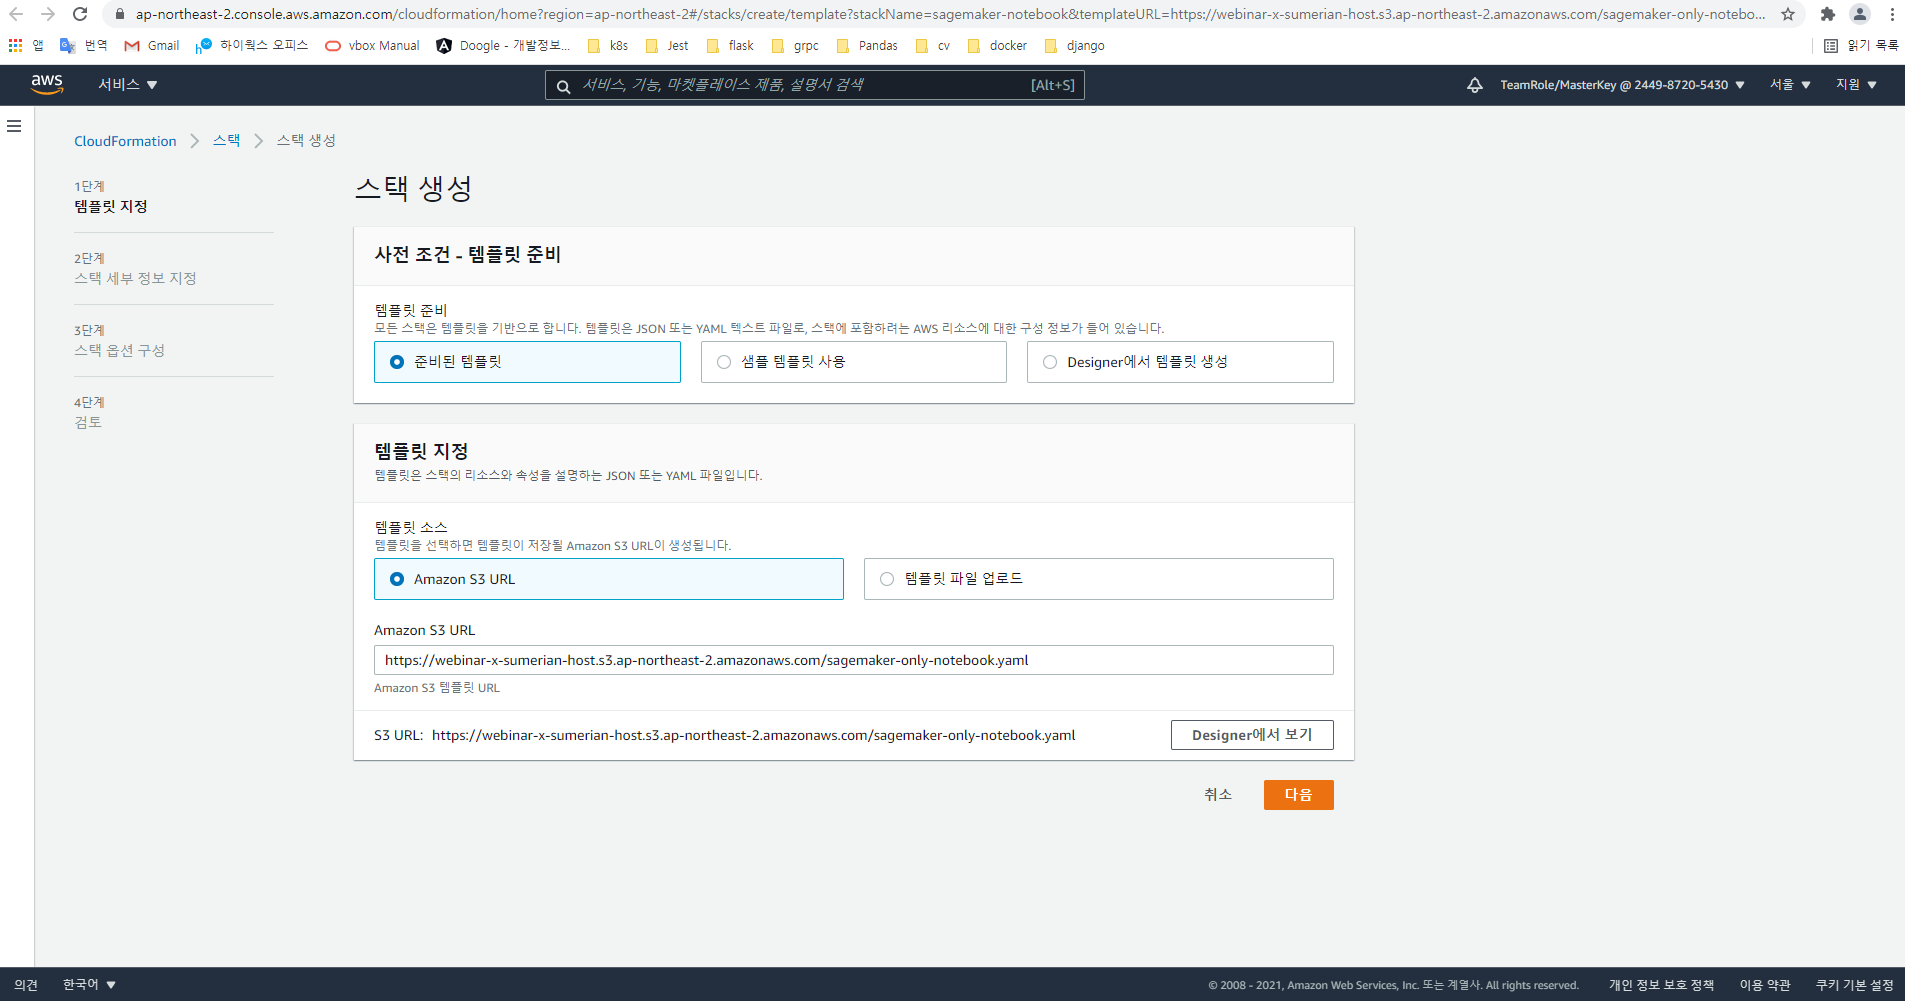 ap-northeast-2.console.aws.amazon.com/cloudformation/home?region=ap-northeast-2#/stacks/create/template?stackName=sagemaker-notebook&templateURL=https://webinar-x-sumerian-host.s3.ap-northeast-2.amazonaws.com/sagemaker-only-notebo...
앱 번역 Gmail 하이웍스 오피스 vbox Manual Doogle - 개발정보... k8s Jest flask grpc Pandas cv docker django 읽기 목록
aws 서비스 ▼ 서비스, 기능, 마켓플레이스 제품, 설명서 검색 [Alt+S] TeamRole/MasterKey @ 2449-8720-5430 ▼ 서울 ▼ 지원 ▼
CloudFormation > 스택 > 스택 생성
1단계
템플릿 지정
2단계
스택 세부 정보 지정
3단계
스택 옵션 구성
4단계
검토
스택 생성
사전 조건 - 템플릿 준비
템플릿 준비
모든 스택은 템플릿을 기반으로 합니다. 템플릿은 JSON 또는 YAML 텍스트 파일로, 스택에 포함하려는 AWS 리소스에 대한 구성 정보가 들어 있습니다.
준비된 템플릿 샘플 템플릿 사용 Designer에서 템플릿 생성
템플릿 지정
템플릿은 스택의 리소스와 속성을 설명하는 JSON 또는 YAML 파일입니다.
템플릿 소스
템플릿을 선택하면 템플릿이 저장될 Amazon S3 URL이 생성됩니다.
Amazon S3 URL 템플릿 파일 업로드
Amazon S3 URL
https://webinar-x-sumerian-host.s3.ap-northeast-2.amazonaws.com/sagemaker-only-notebook.yaml
Amazon S3 템플릿 URL
S3 URL: https://webinar-x-sumerian-host.s3.ap-northeast-2.amazonaws.com/sagemaker-only-notebook.yaml Designer에서 보기
취소 다음
의견 한국어 ▼ © 2008 - 2021, Amazon Web Services, Inc. 또는 계열사. All rights reserved. 개인 정보 보호 정책 이용 약관 쿠키 기본 설정